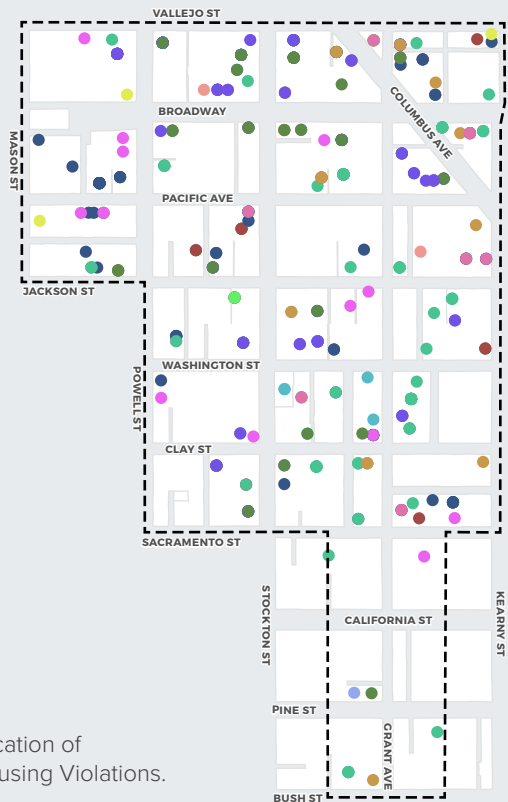 VALLEJO ST
BROADWAY
COLUMBUS AVE
MASON ST
PACIFIC AVE
JACKSON ST
WASHINGTON ST
POWELL ST
CLAY ST
SACRAMENTO ST
STOCKTON ST
CALIFORNIA ST
KEARNY ST
PINE ST
GRANT AVE
BUSH ST
cation of
using Violations.